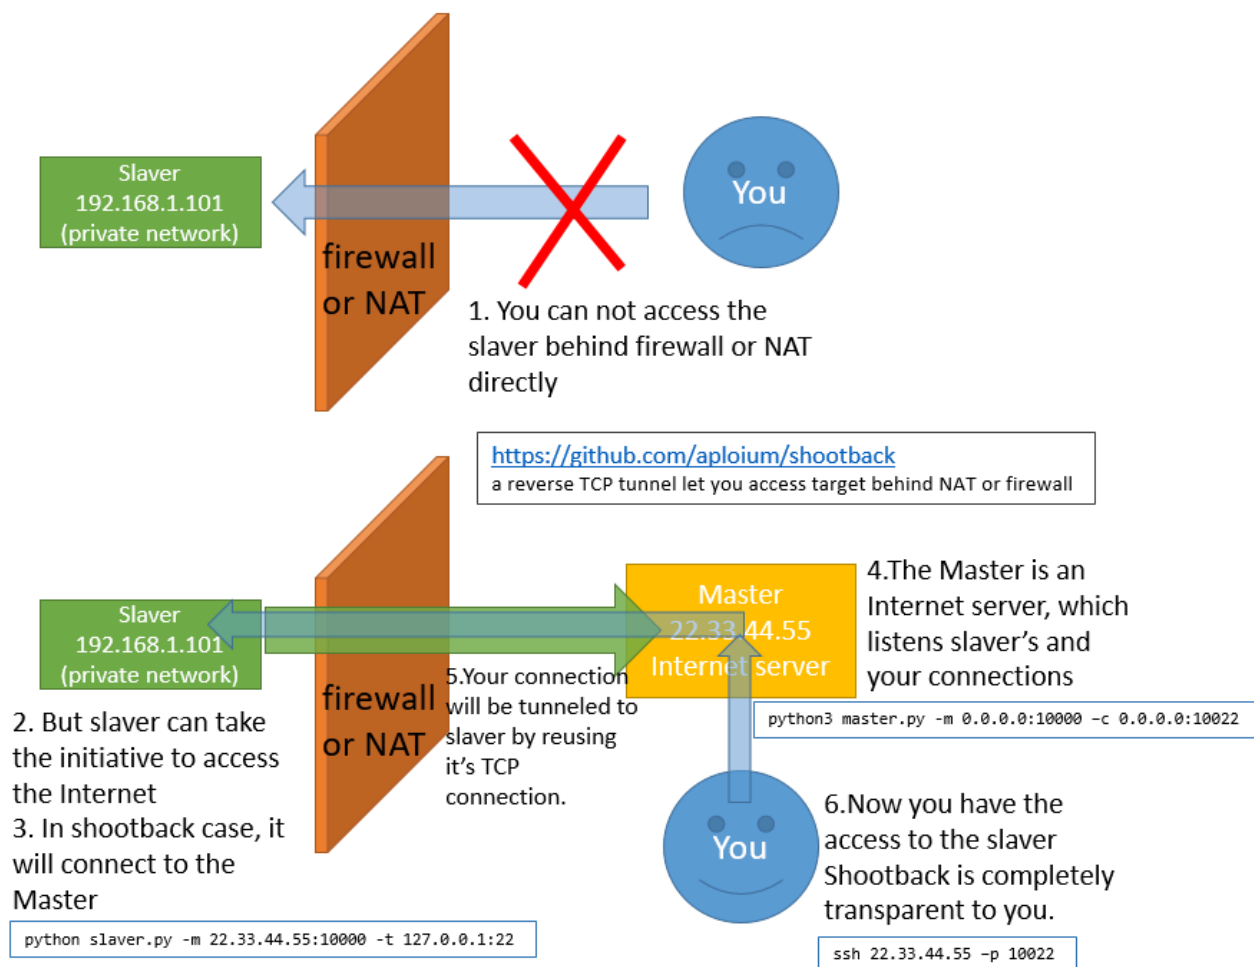 Slaver
192.168.1.101
(private network)
firewall
or NAT
You
1. You can not access the
slaver behind firewall or NAT
directly
https://github.com/aploium/shootback
a reverse TCP tunnel let you access target behind NAT or firewall
Slaver
192.168.1.101
(private network)
firewall
or NAT
Master
22.33.44.55
Internet server
4.The Master is an
Internet server, which
listens slaver's and
your connections
python3 master.py -m 0.0.0.0:10000 –c 0.0.0.0:10022
5.Your connection
will be tunneled to
slaver by reusing
it's TCP
connection.
2. But slaver can take
the initiative to access
the Internet
3. In shootback case, it
will connect to the
Master
python slaver.py -m 22.33.44.55:10000 -t 127.0.0.1:22
You
6.Now you have the
access to the slaver
Shootback is completely
transparent to you.
ssh 22.33.44.55 –p 10022